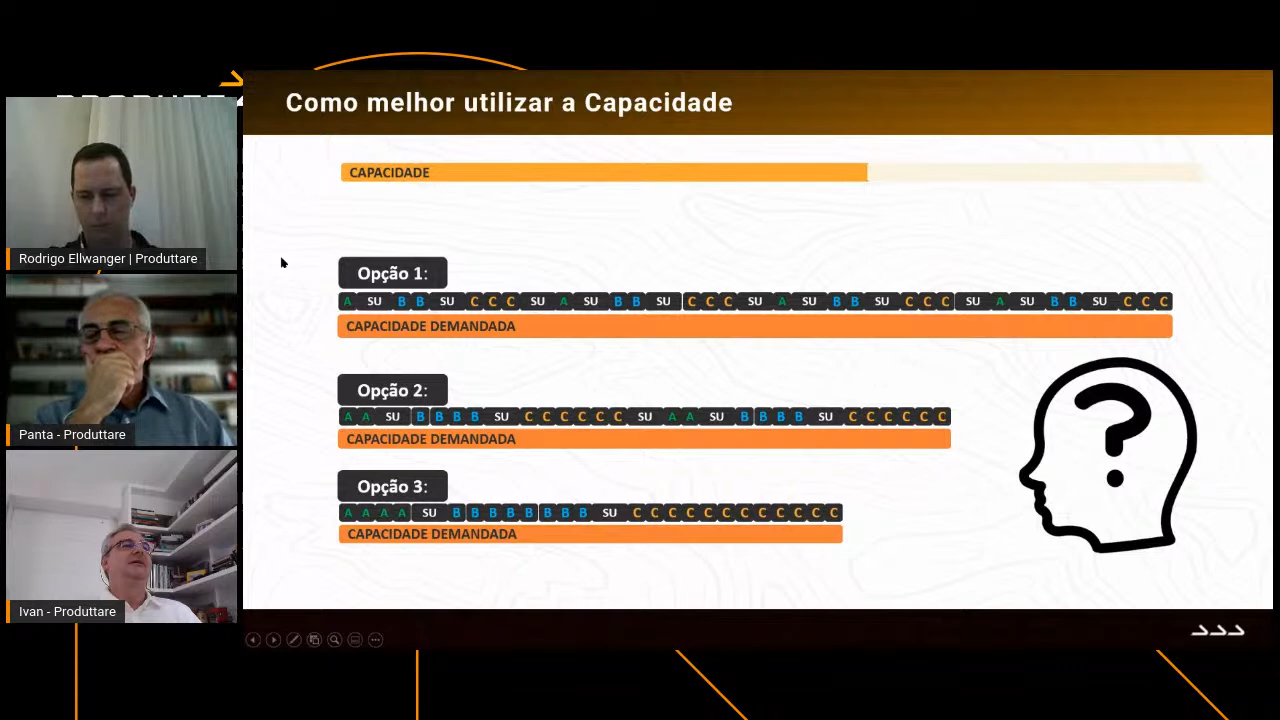 Como melhor utilizar a Capacidade
CAPACIDADE
Opção 1:
A SU B B SU C C C SU A SU B B SU C C C SU A SU B B SU C C C SU A SU B B SU C C C
CAPACIDADE DEMANDADA
Opção 2:
A A SU B B B B SU C C C C C C SU A A SU B B B B SU C C C C C C
CAPACIDADE DEMANDADA
Opção 3:
A A A A SU B B B B B B B B SU C C C C C C C C C C C C
CAPACIDADE DEMANDADA
Rodrigo Ellwanger | Produttare
Panta - Produttare
Ivan - Produttare